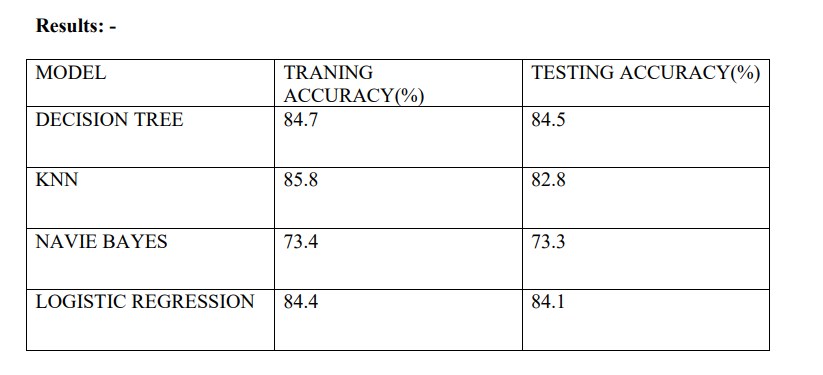 Results: -
MODEL TRANING TESTING ACCURACY(%)
ACCURACY(%)
DECISION TREE 84.7 84.5
KNN 85.8 82.8
NAVIE BAYES 73.4 73.3
LOGISTIC REGRESSION 84.4 84.1